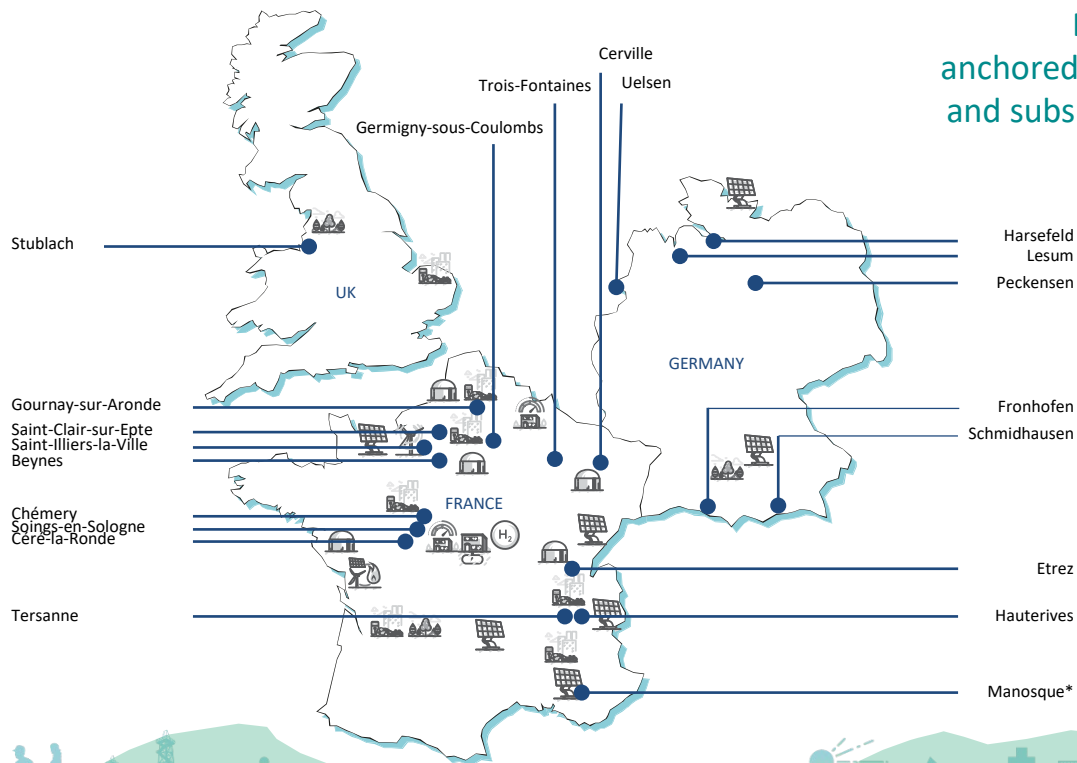 anchored
and subs
Cerville
Trois-Fontaines
Uelsen
Germigny-sous-Coulombs
Stublach
Harsefeld
Lesum
Peckensen
UK
GERMANY
Gournay-sur-Aronde
Fronhofen
Saint-Clair-sur-Epte
Schmidhausen
Saint-Illiers-la-Ville
Beynes
FRANCE
Chémery
Soings-en-Sologne
Céré-la-Ronde
H2
Etrez
Tersanne
Hauterives
Manosque*